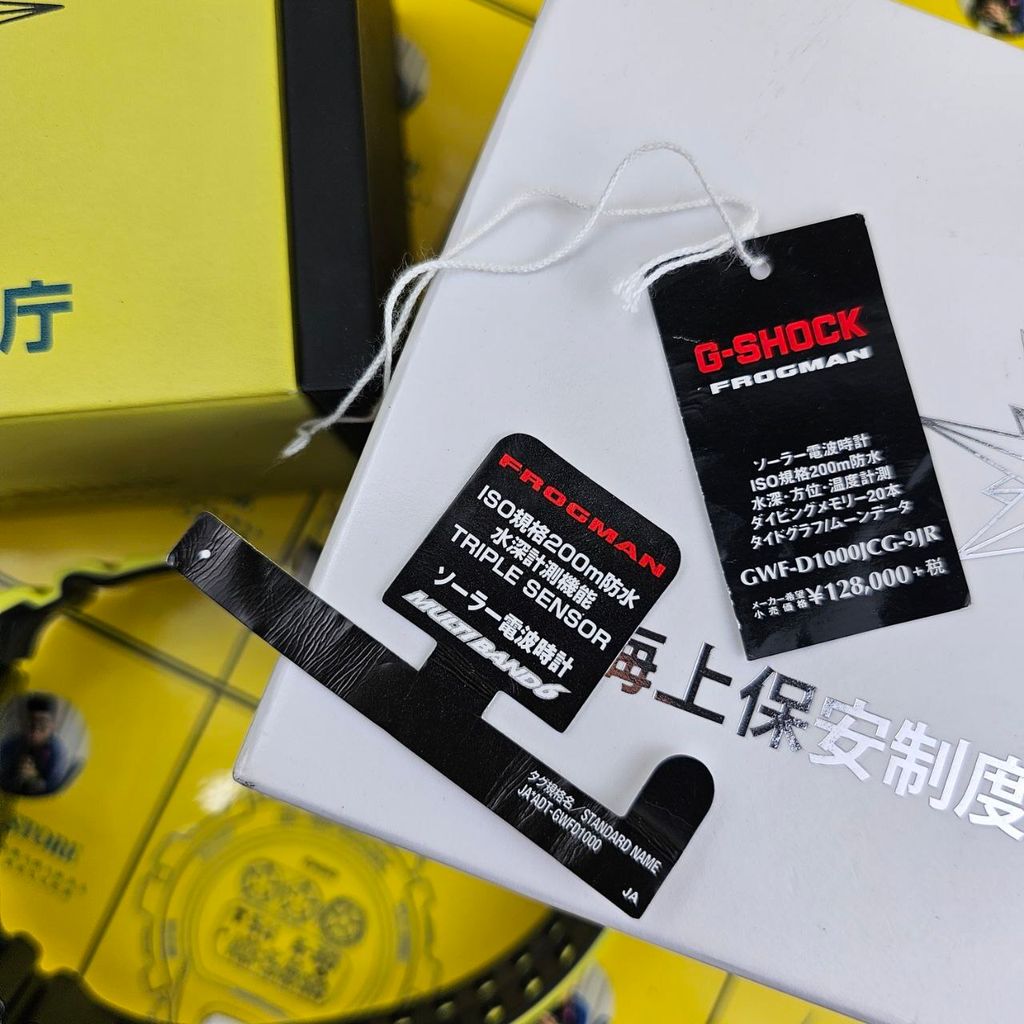 庁
G-SHOCK
FROGMAN
ソーラー電波時計
ISO規格200m防水
水深・方位・温度計測
ダイビングメモリー20本
タイドグラフ/ムーンデータ
GWF-D1000JCG-9JR
メーカー希望
小売価格 ¥128,000+税
FROGMAN
ISO規格200m防水
水深計測機能
TRIPLE SENSOR
ソーラー電波時計
MULTI BAND 6
タグ規格名/STANDARD NAME
JA*ADT-GWFD1000
JA
海上保安制度